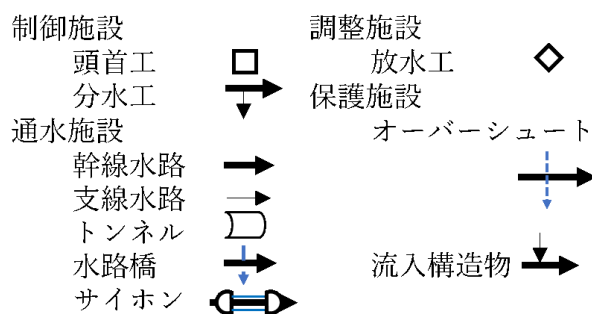 制御施設
頭首工
分水工
通水施設
幹線水路
支線水路
トンネル
水路橋
サイホン
調整施設
放水工
保護施設
オーバーシュート
流入構造物